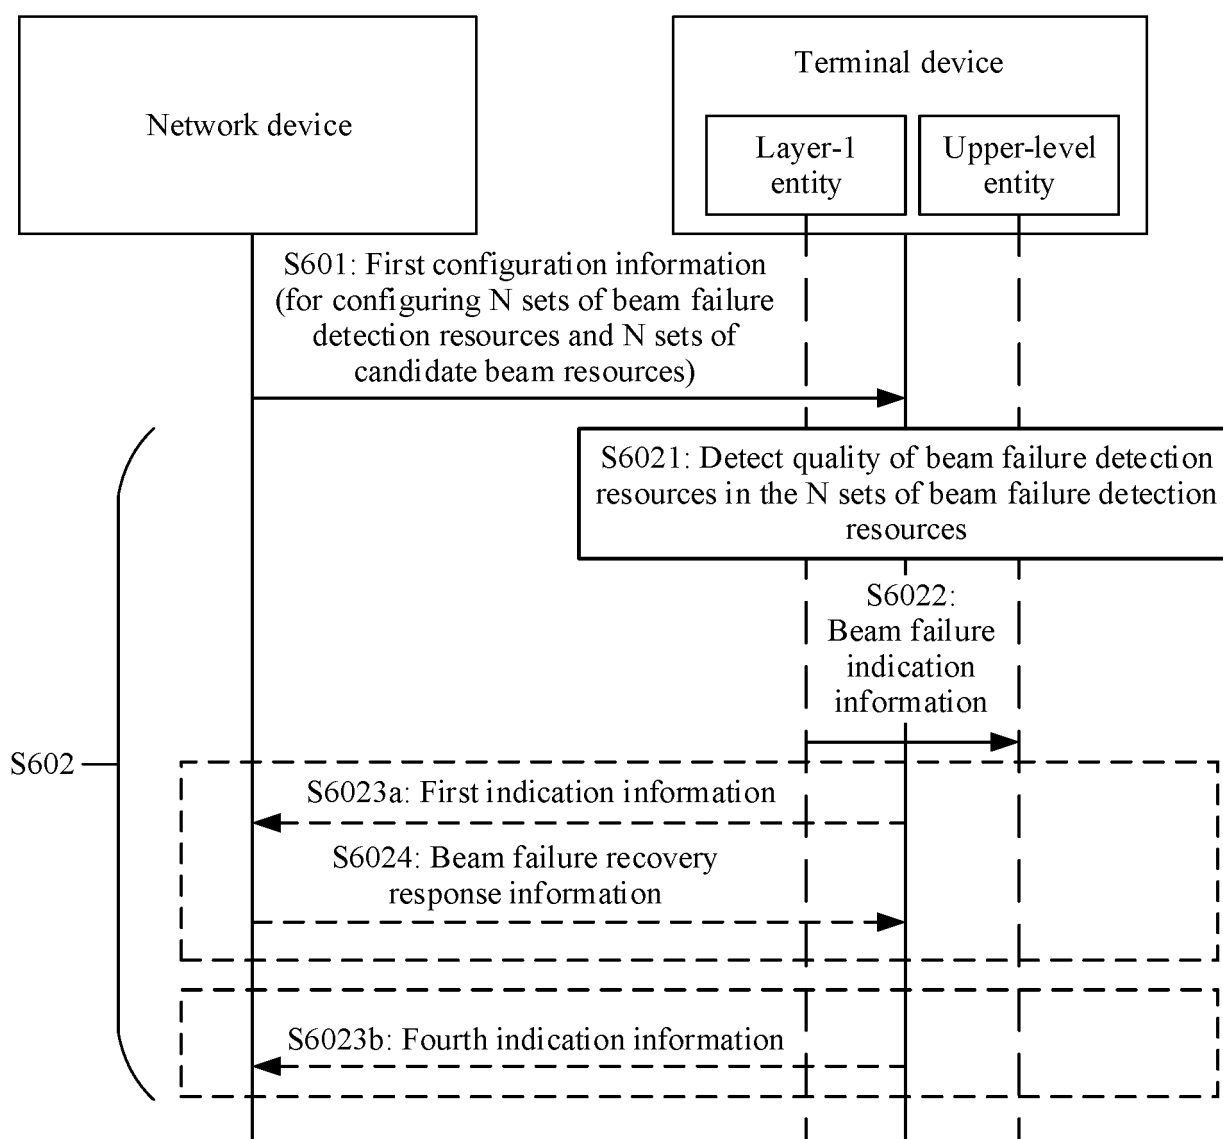 Network device
Terminal device
Layer-1
entity
Upper-level
entity
S601: First configuration information
(for configuring N sets of beam failure
detection resources and N sets of
candidate beam resources)
S6021: Detect quality of beam failure detection
resources in the N sets of beam failure detection
resources
S6022:
Beam failure
indication
information
S602
S6023a: First indication information
S6024: Beam failure recovery
response information
S6023b: Fourth indication information